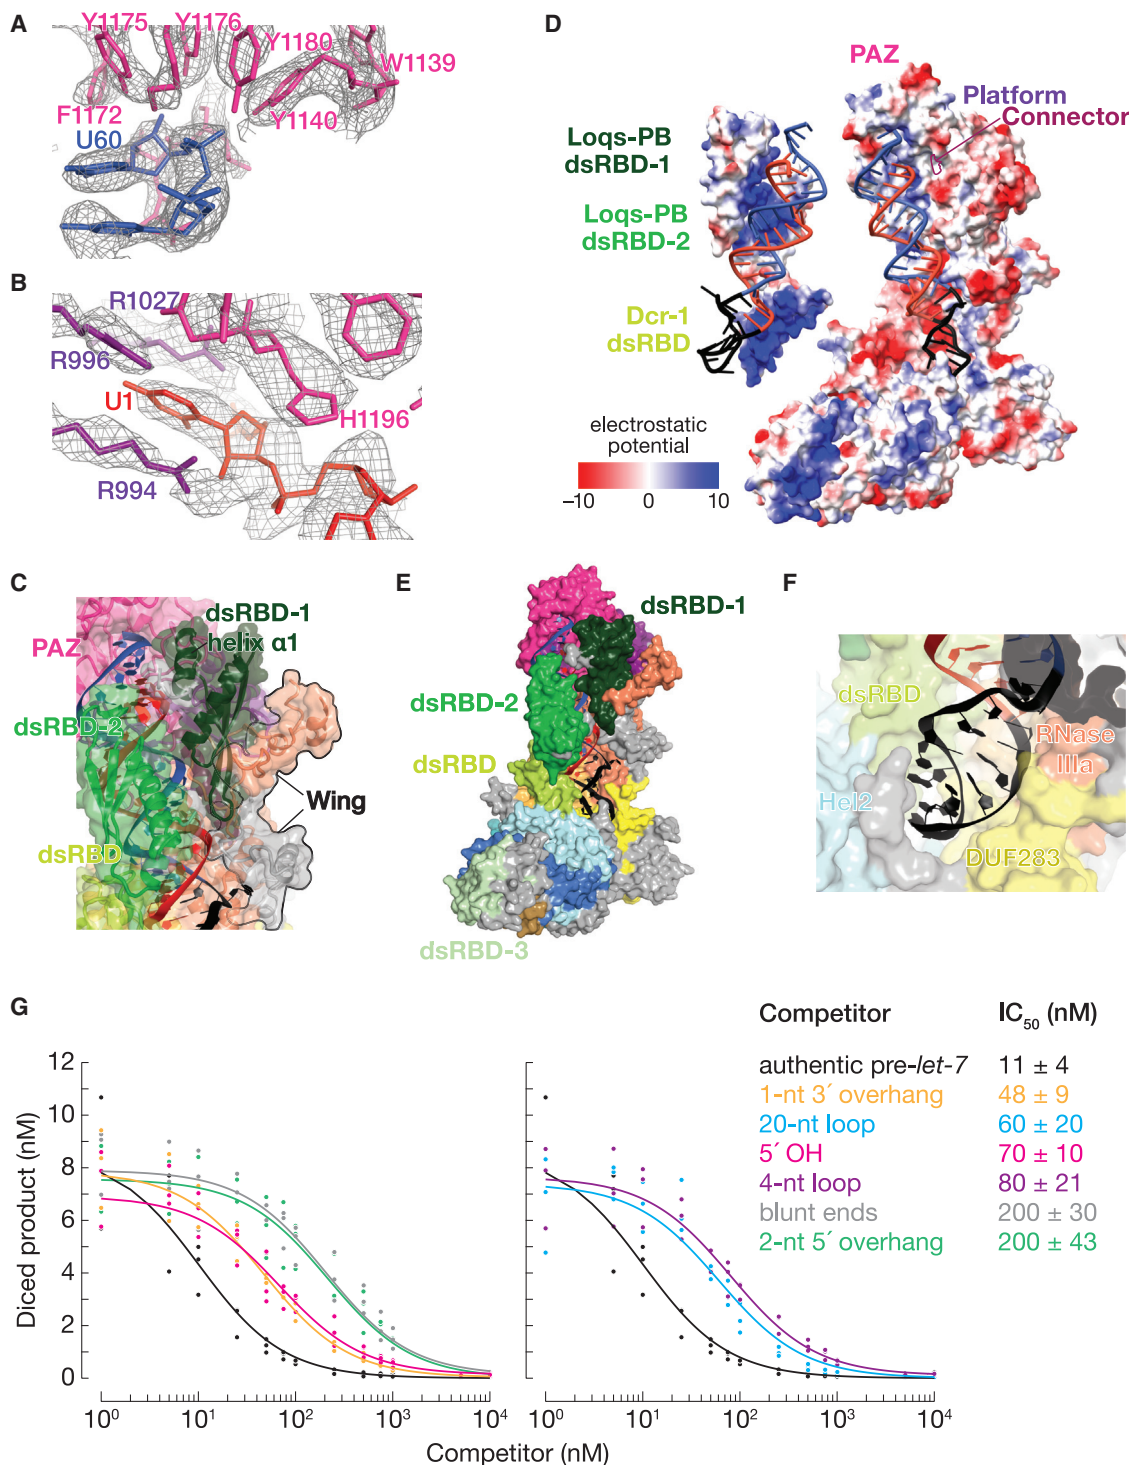 A
Y1175
Y1176
Y1180
W1139
F1172
Y1140
U60
B
R1027
R996
U1
H1196
R994
C
dsRBD-1
helix α1
PAZ
dsRBD-2
Wing
dsRBD
D
PAZ
Platform
Connector
Loqs-PB
dsRBD-1
Loqs-PB
dsRBD-2
Dcr-1
dsRBD
electrostatic
potential
−10 0 10
E
dsRBD-1
dsRBD-2
dsRBD
dsRBD-3
F
dsRBD
RNase
IIIa
Hel2
DUF283
G
Competitor IC50 (nM)
authentic pre-let-7 11 ± 4
1-nt 3´ overhang 48 ± 9
20-nt loop 60 ± 20
5´ OH 70 ± 10
4-nt loop 80 ± 21
blunt ends 200 ± 30
2-nt 5´ overhang 200 ± 43
Diced product (nM)
12
10
8
6
4
2
0
10⁰ 10¹ 10² 10³ 10⁴
10⁰ 10¹ 10² 10³ 10⁴
Competitor (nM)